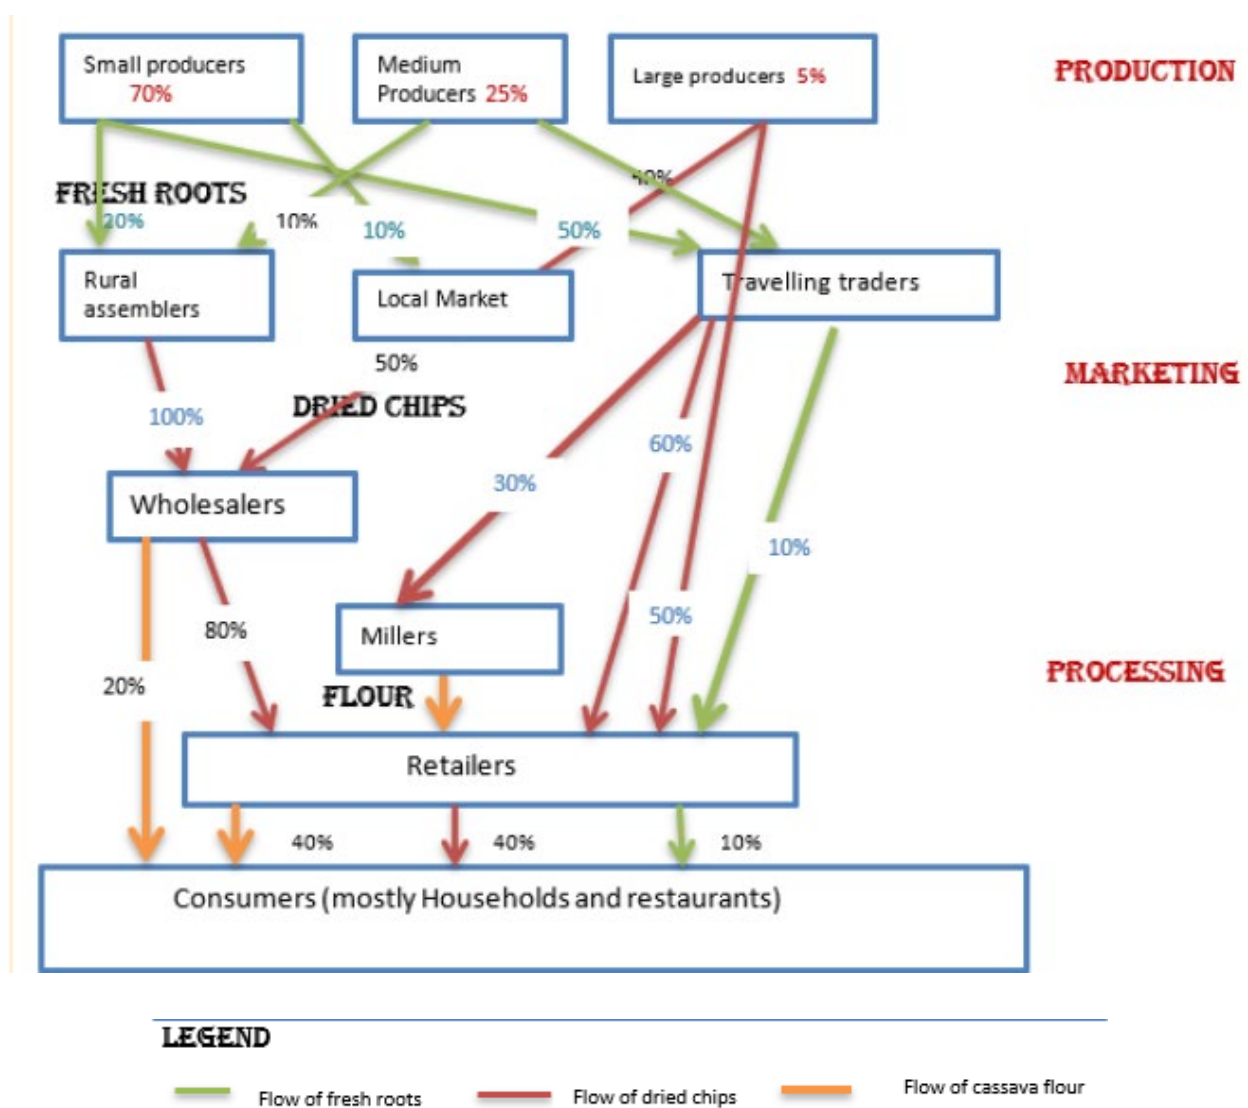 Small producers
70%
Medium
Producers 25%
Large producers 5%
PRODUCTION
40%
FRESH ROOTS
20%
10%
10%
50%
Rural
assemblers
Local Market
Travelling traders
50%
MARKETING
DRIED CHIPS
100%
60%
30%
Wholesalers
10%
50%
80%
Millers
20%
FLOUR
PROCESSING
Retailers
40%
40%
10%
Consumers (mostly Households and restaurants)
LEGEND
Flow of fresh roots
Flow of dried chips
Flow of cassava flour